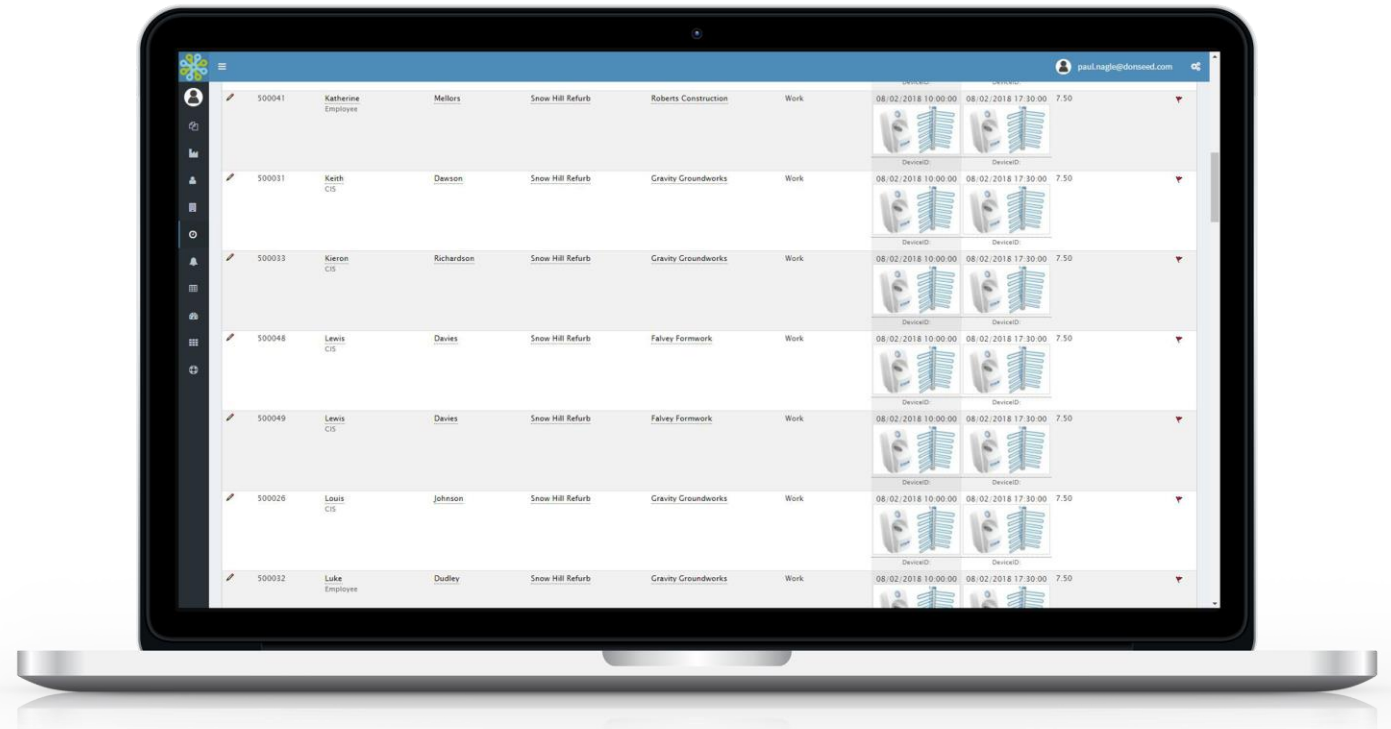 paul.nagle@donseed.com
DeviceID: DeviceID:
500041 Katherine Mellors Snow Hill Refurb Roberts Construction Work 08/02/2018 10:00:00 08/02/2018 17:30:00 7.50
Employee
DeviceID: DeviceID:
500031 Keith Dawson Snow Hill Refurb Gravity Groundworks Work 08/02/2018 10:00:00 08/02/2018 17:30:00 7.50
CIS
DeviceID: DeviceID:
500033 Kieron Richardson Snow Hill Refurb Gravity Groundworks Work 08/02/2018 10:00:00 08/02/2018 17:30:00 7.50
CIS
DeviceID: DeviceID:
500048 Lewis Davies Snow Hill Refurb Falvey Formwork Work 08/02/2018 10:00:00 08/02/2018 17:30:00 7.50
CIS
DeviceID: DeviceID:
500049 Lewis Davies Snow Hill Refurb Falvey Formwork Work 08/02/2018 10:00:00 08/02/2018 17:30:00 7.50
CIS
DeviceID: DeviceID:
500026 Louis Johnson Snow Hill Refurb Gravity Groundworks Work 08/02/2018 10:00:00 08/02/2018 17:30:00 7.50
CIS
DeviceID: DeviceID:
500032 Luke Dudley Snow Hill Refurb Gravity Groundworks Work 08/02/2018 10:00:00 08/02/2018 17:30:00 7.50
Employee